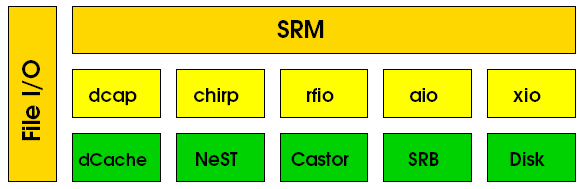 File I/O
SRM
dcap chirp rfio aio xio
dCache NeST Castor SRB Disk